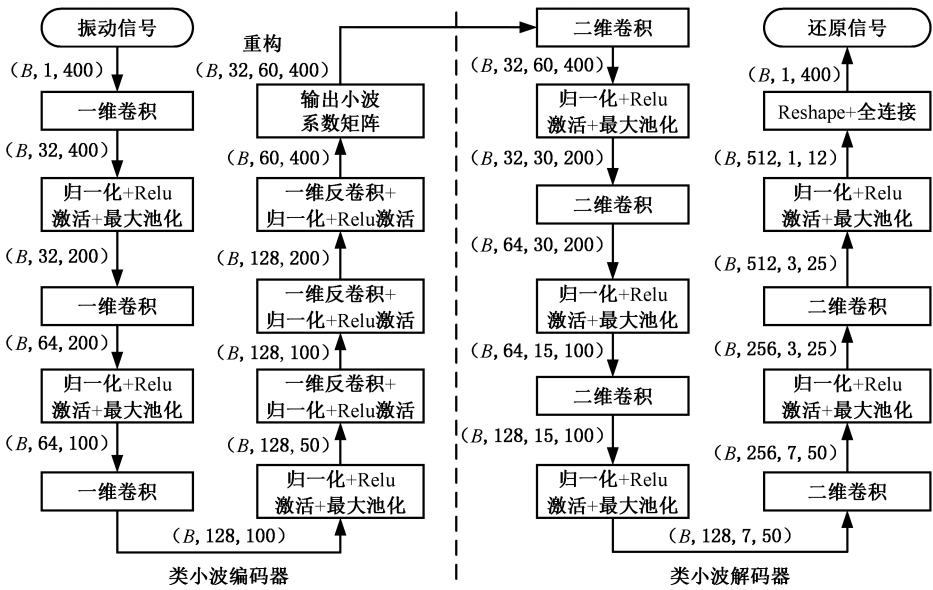 振动信号
(B,1,400)
一维卷积
(B,32,400)
归一化+Relu
激活+最大池化
(B,32,200)
一维卷积
(B,64,200)
归一化+Relu
激活+最大池化
(B,64,100)
一维卷积
(B,128,100)
归一化+Relu
激活+最大池化
(B,128,50)
一维反卷积+
归一化+Relu激活
(B,128,100)
一维反卷积+
归一化+Relu激活
(B,128,200)
一维反卷积+
归一化+Relu激活
(B,60,400)
输出小波
系数矩阵
重构
(B,32,60,400)
类小波编码器
二维卷积
(B,32,60,400)
归一化+Relu
激活+最大池化
(B,32,30,200)
二维卷积
(B,64,30,200)
归一化+Relu
激活+最大池化
(B,64,15,100)
二维卷积
(B,128,15,100)
归一化+Relu
激活+最大池化
(B,128,7,50)
二维卷积
(B,256,7,50)
归一化+Relu
激活+最大池化
(B,256,3,25)
二维卷积
(B,512,3,25)
归一化+Relu
激活+最大池化
(B,512,1,12)
Reshape+全连接
(B,1,400)
还原信号
类小波解码器